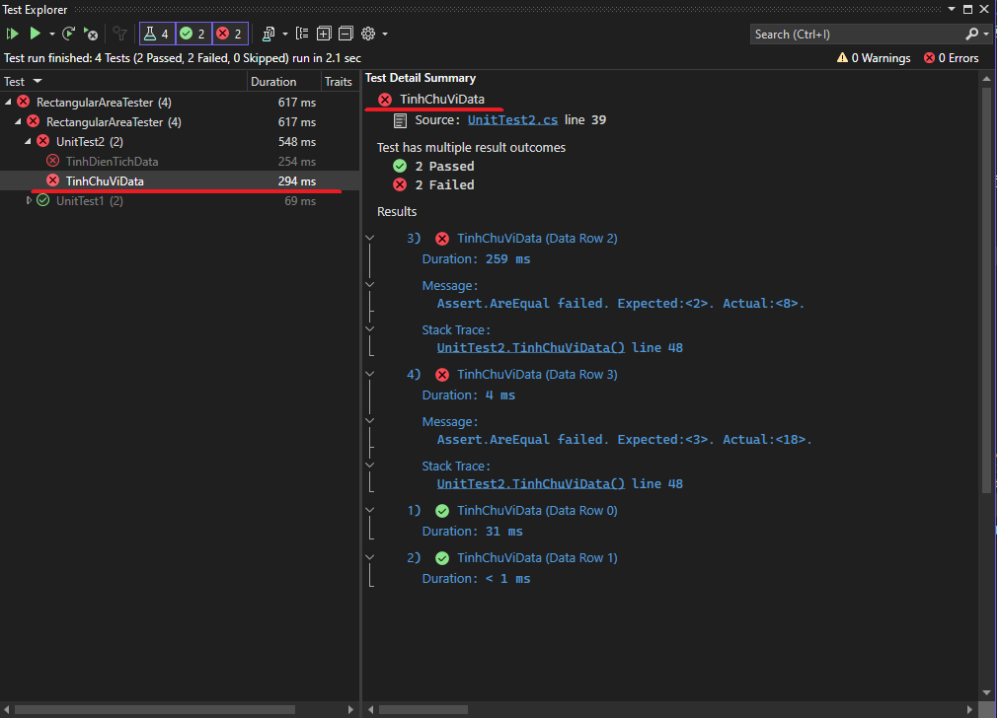 Test Explorer
4 2 2
Search (Ctrl+I)
Test run finished: 4 Tests (2 Passed, 2 Failed, 0 Skipped) run in 2.1 sec
0 Warnings
0 Errors
Test Duration Traits
RectangularAreaTester (4) 617 ms
RectangularAreaTester (4) 617 ms
UnitTest2 (2) 548 ms
TinhDienTichData 254 ms
TinhChuViData 294 ms
UnitTest1 (2) 69 ms
Test Detail Summary
TinhChuViData
Source: UnitTest2.cs line 39
Test has multiple result outcomes
2 Passed
2 Failed
Results
3) TinhChuViData (Data Row 2)
Duration: 259 ms
Message:
Assert.AreEqual failed. Expected:<2>. Actual:<8>.
Stack Trace:
UnitTest2.TinhChuViData() line 48
4) TinhChuViData (Data Row 3)
Duration: 4 ms
Message:
Assert.AreEqual failed. Expected:<3>. Actual:<18>.
Stack Trace:
UnitTest2.TinhChuViData() line 48
1) TinhChuViData (Data Row 0)
Duration: 31 ms
2) TinhChuViData (Data Row 1)
Duration: < 1 ms